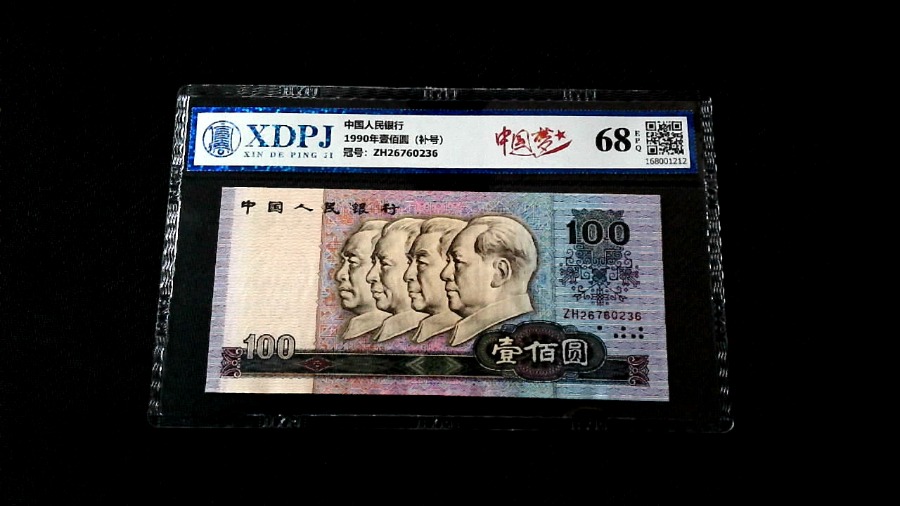 XDPJ
XIN DE PING JI
中国人民银行
1990年壹佰圆（补号）
冠号：ZH26760236
中国梦
68
EPQ
168001212
中国人民银行
100
ZH26760236
100
壹佰圆